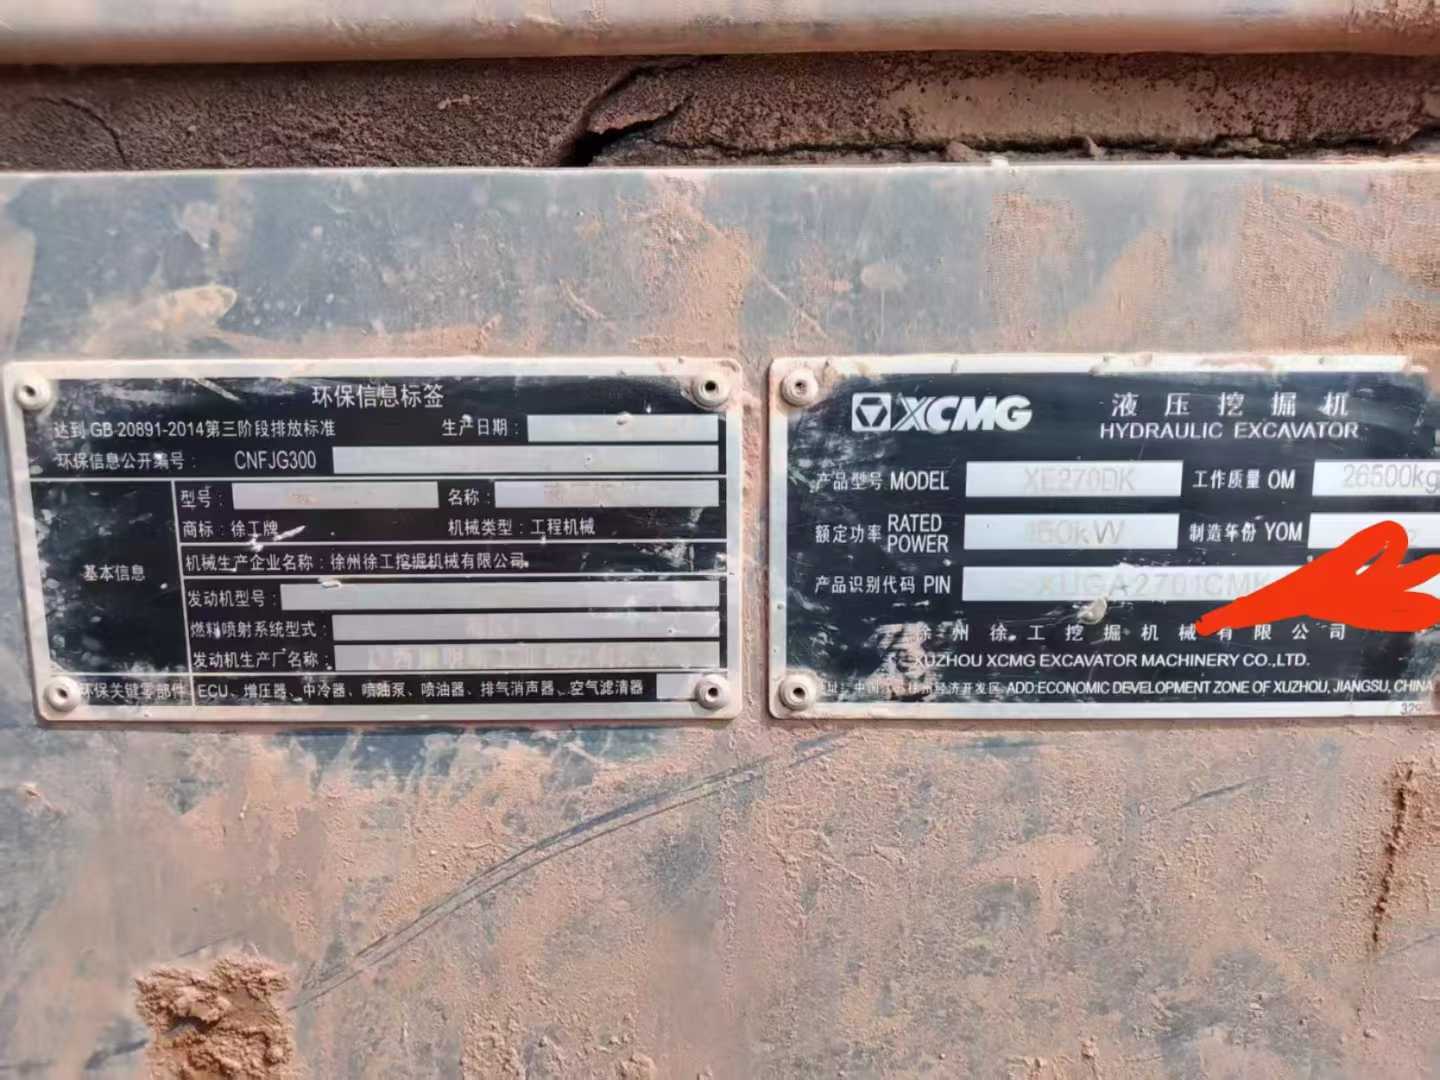 环保信息标签
达到 GB 20891-2014第三阶段排放标准 生产日期：
环保信息公开编号： CNFJG300
型号： 名称：
商标：徐工牌 机械类型：工程机械
基本信息
机械生产企业名称：徐州徐工挖掘机械有限公司
发动机型号：
燃料喷射系统型式：
发动机生产厂名称：
环保关键零部件 ECU、增压器、中冷器、喷油泵、喷油器、排气消声器、空气滤清器
XCMG 液压挖掘机
HYDRAULIC EXCAVATOR
产品型号 MODEL XE270DK 工作质量 OM 26500kg
额定功率 RATED POWER 150kW 制造年份 YOM
产品识别代码 PIN XUGA2701CMK
徐州徐工挖掘机械有限公司
XUZHOU XCMG EXCAVATOR MACHINERY CO.,LTD.
经济开发区 ADD:ECONOMIC DEVELOPMENT ZONE OF XUZHOU, JIANGSU, CHINA